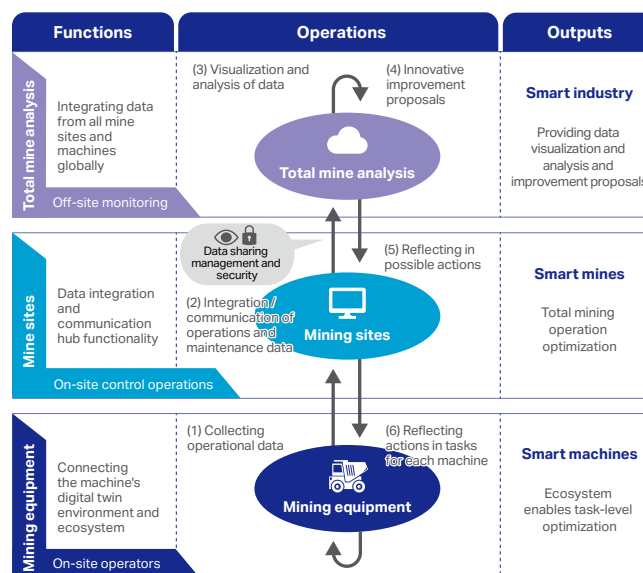 Functions
Operations
Outputs
Total mine analysis
Integrating data
from all mine
sites and
machines
globally
Off-site monitoring
(3) Visualization and
analysis of data
(4) Innovative
improvement
proposals
Total mine analysis
Smart industry
Providing data
visualization and
analysis and
improvement proposals
Data sharing
management and
security
Mine sites
Data integration
and
communication
hub functionality
On-site control operations
(2) Integration /
communication of
operations and
maintenance data
(5) Reflecting in
possible actions
Mining sites
Smart mines
Total mining
operation
optimization
Mining equipment
Connecting
the machine's
digital twin
environment and
ecosystem
On-site operators
(1) Collecting
operational data
(6) Reflecting
actions in tasks
for each machine
Mining equipment
Smart machines
Ecosystem
enables task-level
optimization